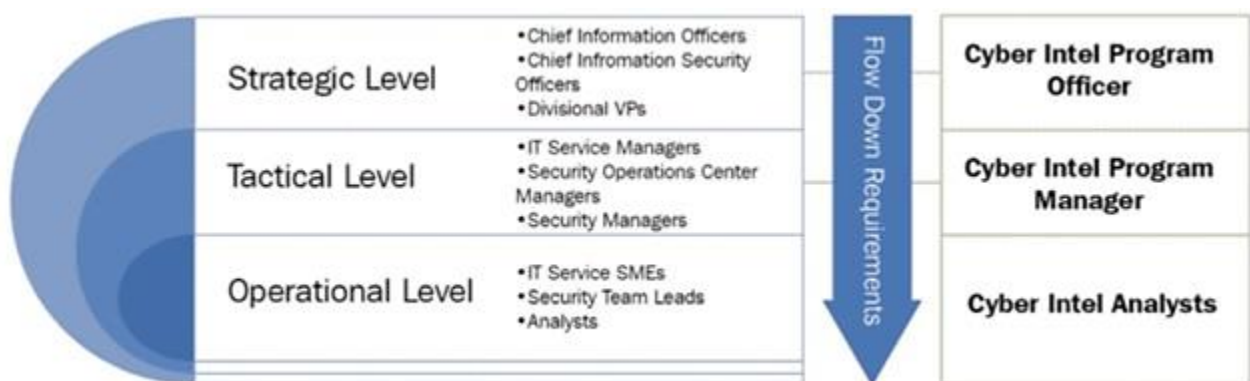 Strategic Level
•Chief Information Officers
•Chief Infromation Security
Officers
•Divisional VPs
Tactical Level
•IT Service Managers
•Security Operations Center
Managers
•Security Managers
Operational Level
•IT Service SMEs
•Security Team Leads
•Analysts
Flow Down Requirements
Cyber Intel Program
Officer
Cyber Intel Program
Manager
Cyber Intel Analysts